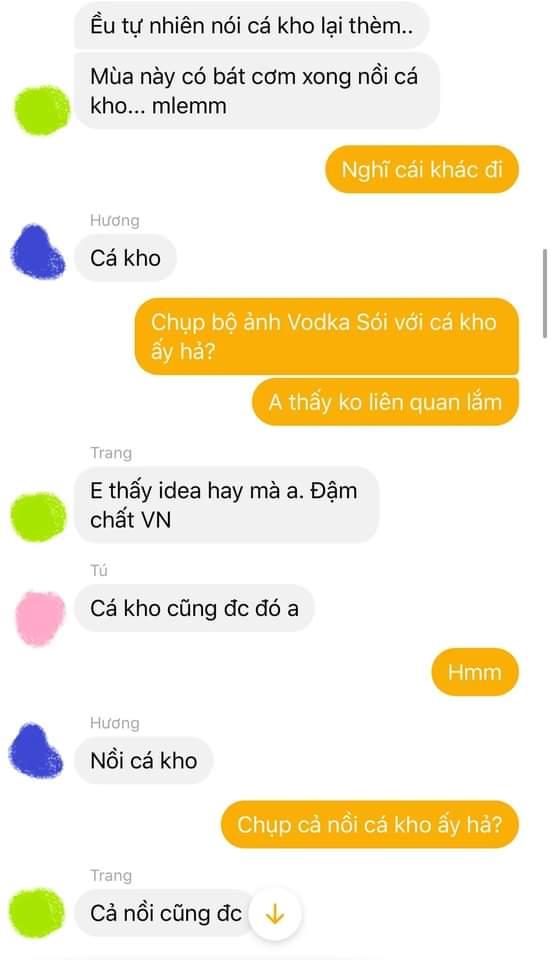 Ểu tự nhiên nói cá kho lại thèm..
Mùa này có bát cơm xong nồi cá
kho... mlemm
Nghĩ cái khác đi
Hương
Cá kho
Chụp bộ ảnh Vodka Sói với cá kho
ấy hả?
A thấy ko liên quan lắm
Trang
E thấy idea hay mà a. Đậm
chất VN
Tú
Cá kho cũng đc đó a
Hmm
Hương
Nồi cá kho
Chụp cả nồi cá kho ấy hả?
Trang
Cả nồi cũng đc